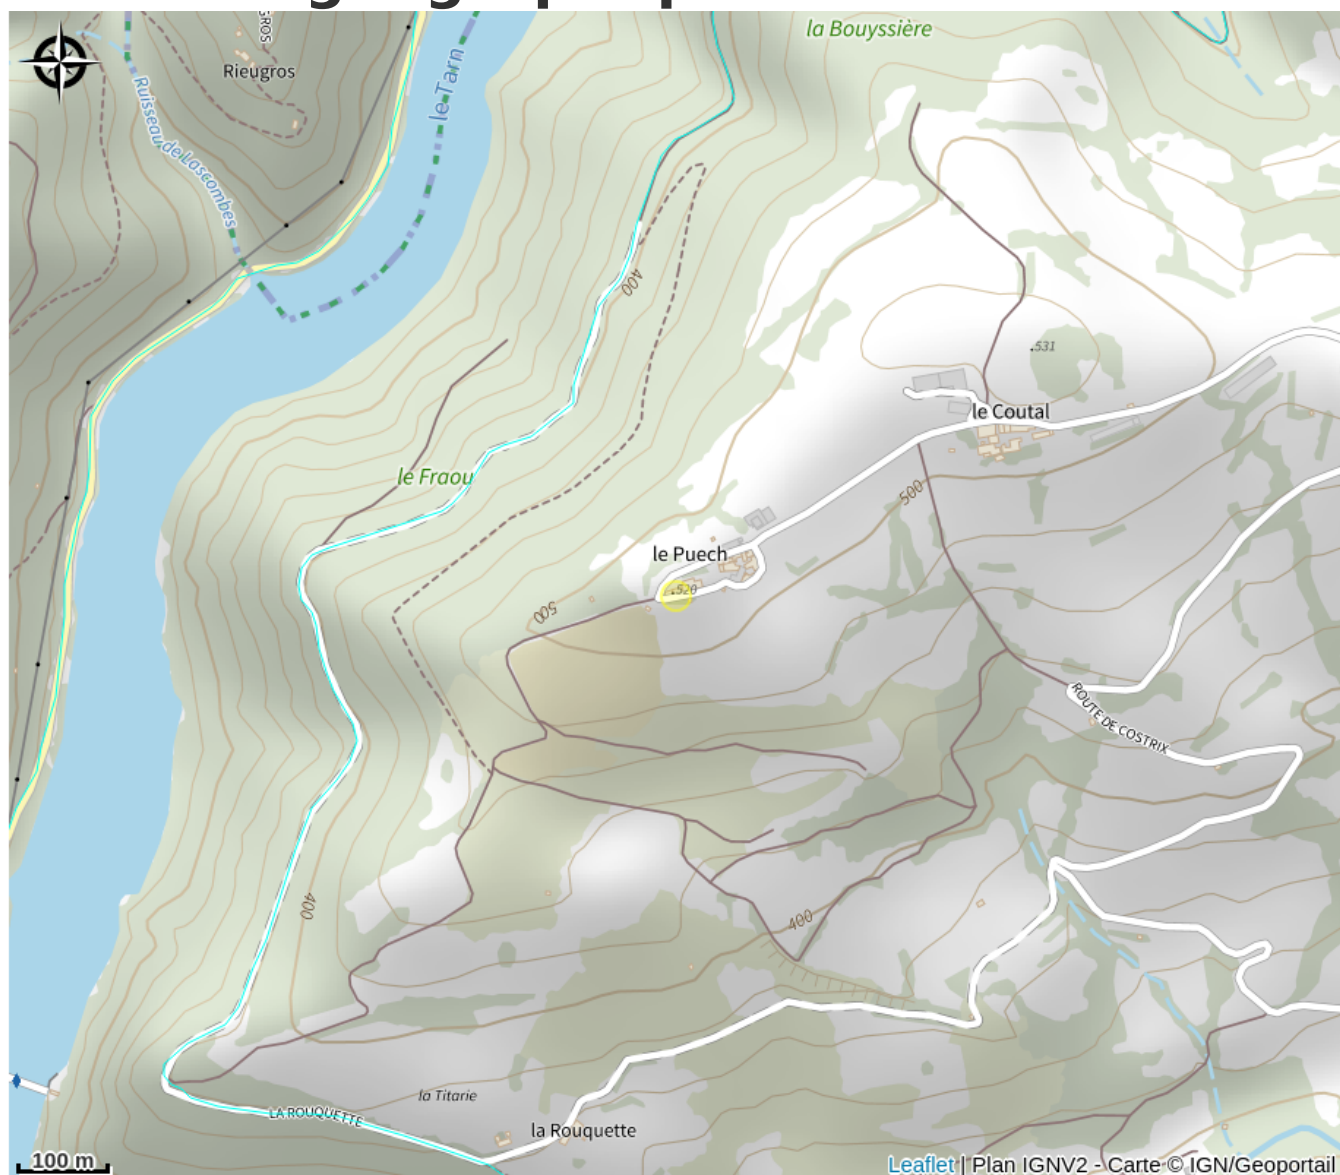 la Bouyssière
GROS
Rieugros
le Tarn
Ruisseau de Lascombes
400
531
le Coutal
le Fraou
500
le Puech
520
500
ROUTE DE COSTRIX
400
400
la Titarie
LA ROUQUETTE
la Rouquette
100 m
Leaflet | Plan IGNV2 - Carte © IGN/Geoportail